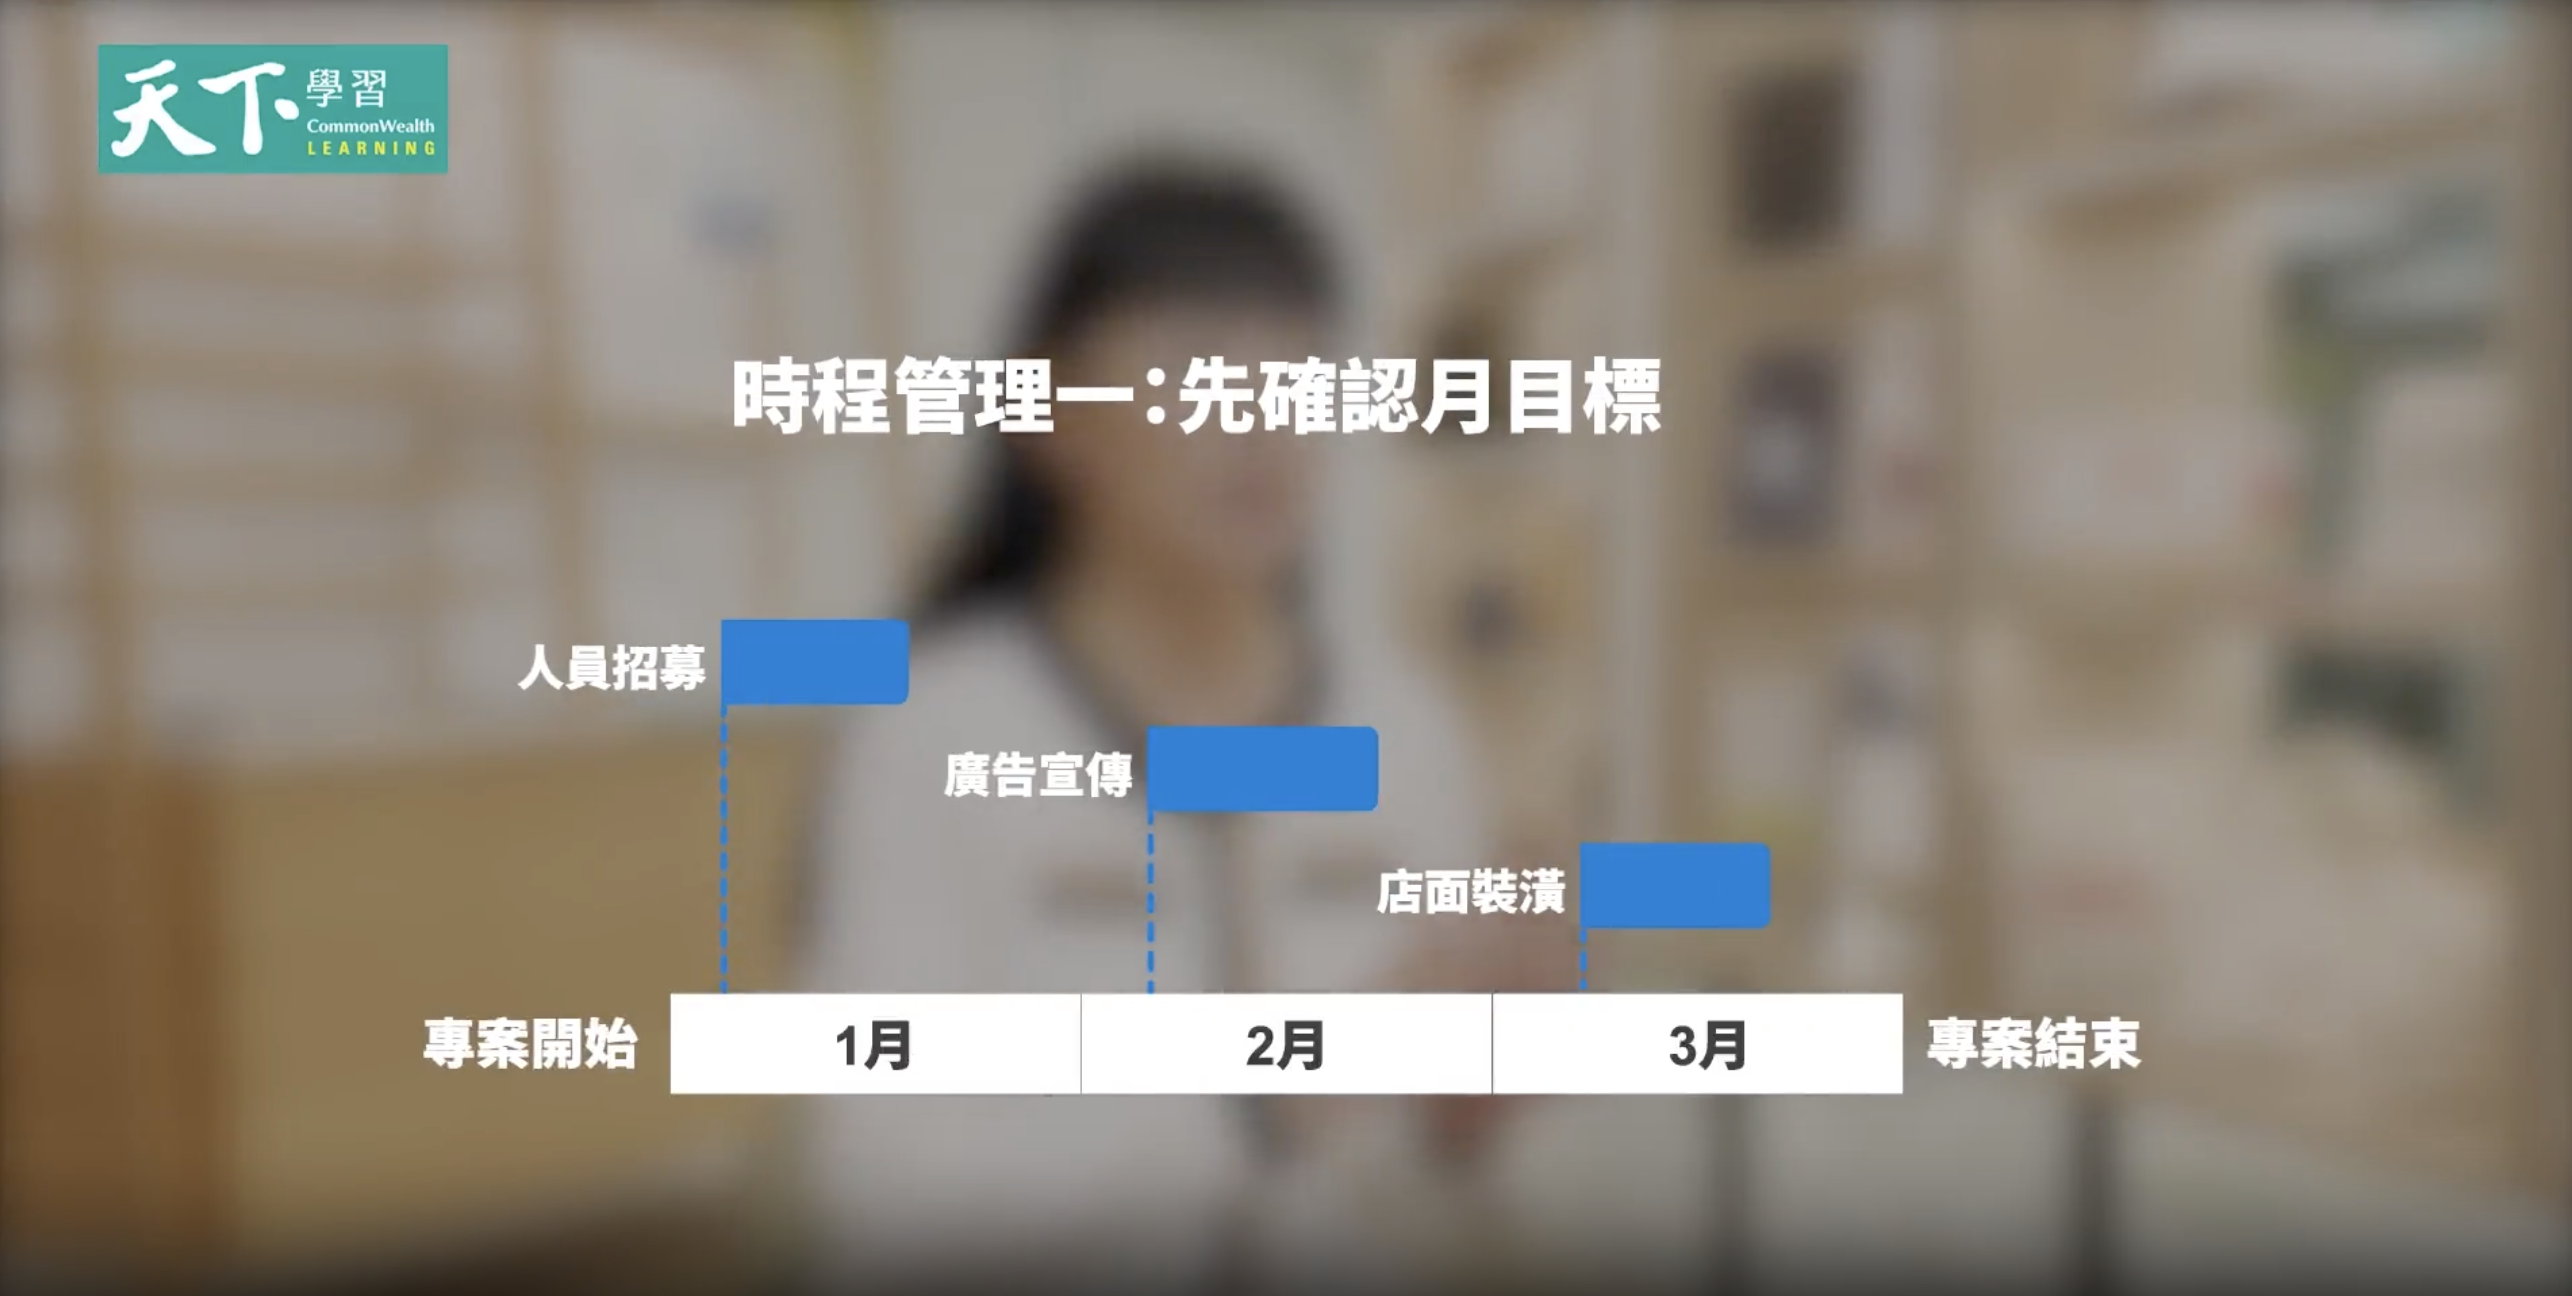 天下學習
CommonWealth
LEARNING
時程管理一：先確認月目標
人員招募
廣告宣傳
店面裝潢
專案開始 1月 2月 3月 專案結束